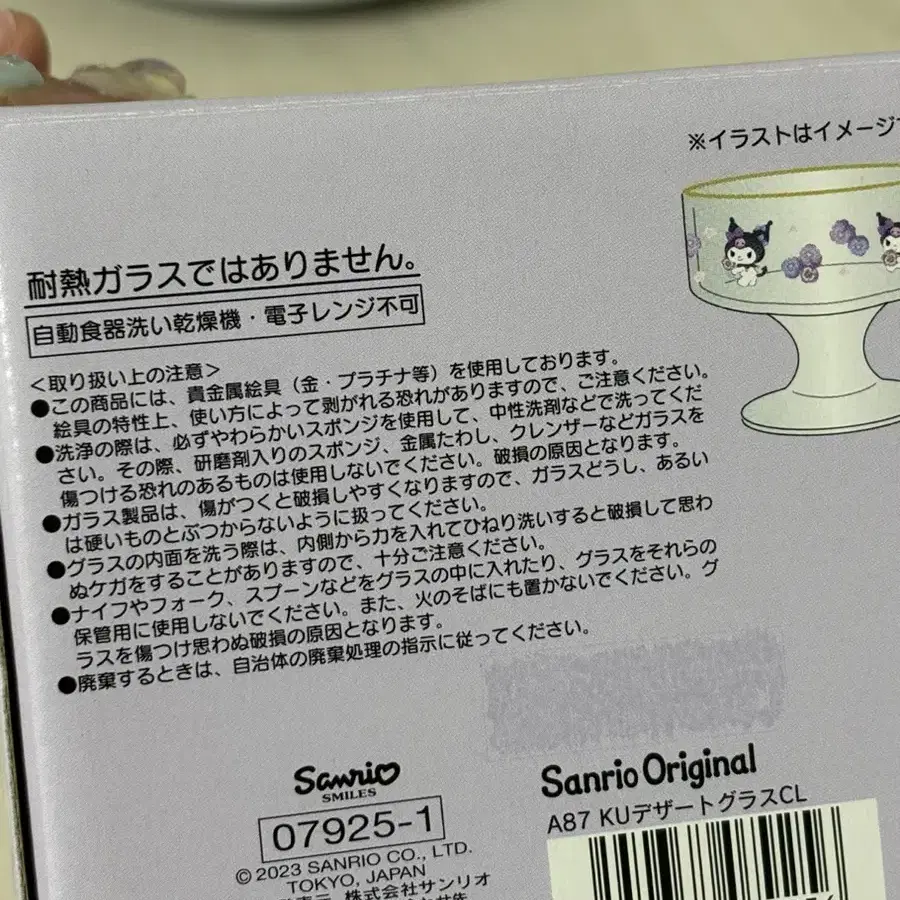 ※イラストはイメージ
耐熱ガラスではありません。
自動食器洗い乾燥機・電子レンジ不可
＜取り扱い上の注意＞
●この商品には、貴金属絵具（金・プラチナ等）を使用しております。
絵具の特性上、使い方によって剥がれる恐れがありますので、ご注意ください。
●洗浄の際は、必ずやわらかいスポンジを使用して、中性洗剤などで洗ってくだ
さい。その際、研磨剤入りのスポンジ、金属たわし、クレンザーなどガラスを
傷つける恐れのあるものは使用しないでください。破損の原因となります。
●ガラス製品は、傷がつくと破損しやすくなりますので、ガラスどうし、あるい
は硬いものとぶつからないように扱ってください。
●グラスの内面を洗う際は、内側から力を入れてひねり洗いすると破損して思わ
ぬケガをすることがありますので、十分ご注意ください。
●ナイフやフォーク、スプーンなどをグラスの中に入れたり、グラスをそれらの
保管用に使用しないでください。また、火のそばにも置かないでください。グ
ラスを傷つけ思わぬ破損の原因となります。
●廃棄するときは、自治体の廃棄処理の指示に従ってください。
Sanrio
SMILES
07925-1
© 2023 SANRIO CO., LTD.
TOKYO, JAPAN
株式会社サンリオ
Sanrio Original
A87 KUデザートグラスCL